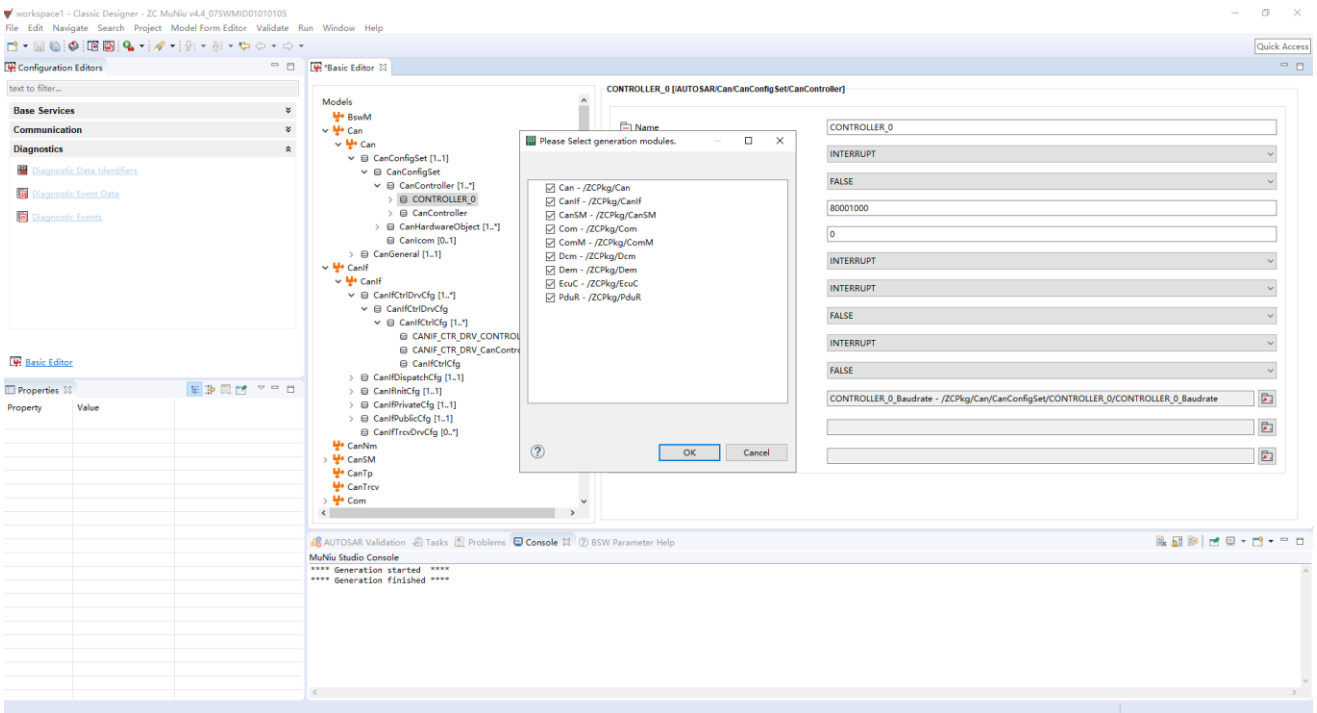 workspace1 - Classic Designer - ZC MuNiu v4.4_07SWMID01010105
File Edit Navigate Search Project Model Form Editor Validate Run Window Help
Quick Access
Configuration Editors
text to filter...
Base Services
Communication
Diagnostics
Diagnostic Data Identifiers
Diagnostic Event Data
Diagnostic Events
Basic Editor
Properties
Property Value
*Basic Editor
Models
BswM
Can
Can
CanConfigSet [1..1]
CanConfigSet
CanController [1..*]
CONTROLLER_0
CanController
CanHardwareObject [1..*]
CanIcom [0..1]
CanGeneral [1..1]
CanIf
CanIf
CanIfCtrlDrvCfg [1..*]
CanIfCtrlDrvCfg
CanIfCtrlCfg [1..*]
CANIF_CTR_DRV_CONTROL
CANIF_CTR_DRV_CanContro
CanIfCtrlCfg
CanIfDispatchCfg [1..1]
CanIfInitCfg [1..1]
CanIfPrivateCfg [1..1]
CanIfPublicCfg [1..1]
CanIfTrcvDrvCfg [0..*]
CanNm
CanSM
CanTp
CanTrcv
Com
CONTROLLER_0 [/AUTOSAR/Can/CanConfigSet/CanController]
Name
CONTROLLER_0
INTERRUPT
FALSE
80001000
0
INTERRUPT
INTERRUPT
FALSE
INTERRUPT
FALSE
CONTROLLER_0_Baudrate - /ZCPkg/Can/CanConfigSet/CONTROLLER_0/CONTROLLER_0_Baudrate
Please Select generation modules.
Can - /ZCPkg/Can
CanIf - /ZCPkg/CanIf
CanSM - /ZCPkg/CanSM
Com - /ZCPkg/Com
ComM - /ZCPkg/ComM
Dcm - /ZCPkg/Dcm
Dem - /ZCPkg/Dem
EcuC - /ZCPkg/EcuC
PduR - /ZCPkg/PduR
OK Cancel
AUTOSAR Validation Tasks Problems Console BSW Parameter Help
MuNiu Studio Console
**** Generation started ****
**** Generation finished ****